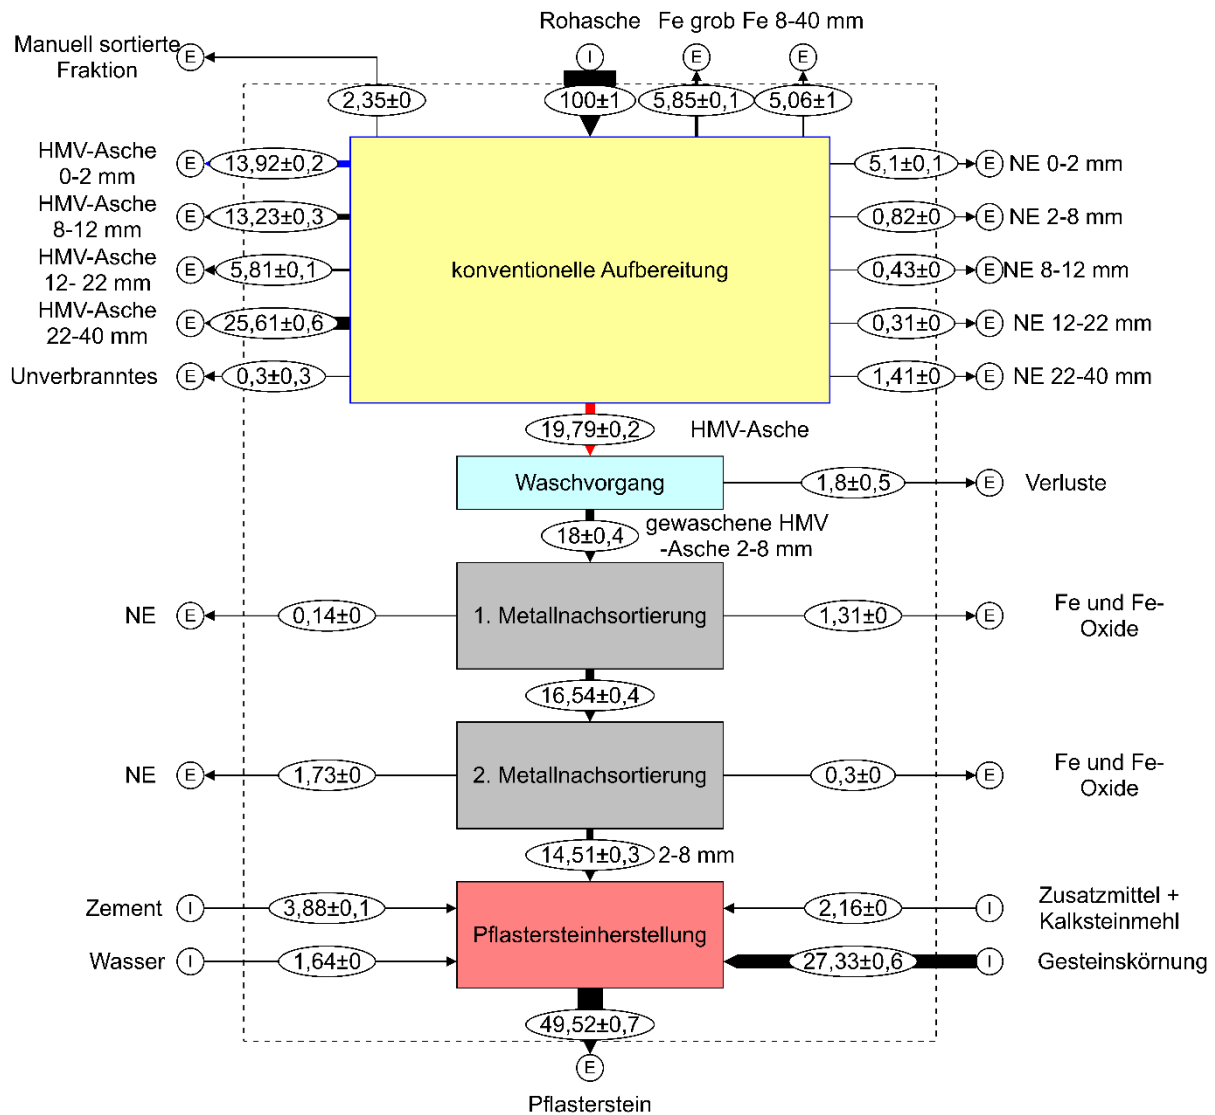 Rohasche
Fe grob
Fe 8-40 mm
Manuell sortierte
Fraktion
E
I
E
E
2,35±0
100±1
5,85±0,1
5,06±1
HMV-Asche
0-2 mm
E
13,92±0,2
5,1±0,1
E
NE 0-2 mm
HMV-Asche
8-12 mm
E
13,23±0,3
0,82±0
E
NE 2-8 mm
HMV-Asche
12- 22 mm
E
5,81±0,1
konventionelle Aufbereitung
0,43±0
E
NE 8-12 mm
HMV-Asche
22-40 mm
E
25,61±0,6
0,31±0
E
NE 12-22 mm
Unverbranntes
E
0,3±0,3
1,41±0
E
NE 22-40 mm
19,79±0,2
HMV-Asche
Waschvorgang
1,8±0,5
E
Verluste
18±0,4
gewaschene HMV
-Asche 2-8 mm
NE
E
0,14±0
1. Metallnachsortierung
1,31±0
E
Fe und Fe-
Oxide
16,54±0,4
NE
E
1,73±0
2. Metallnachsortierung
0,3±0
E
Fe und Fe-
Oxide
14,51±0,3
2-8 mm
Zement
I
3,88±0,1
Pflastersteinherstellung
2,16±0
I
Zusatzmittel +
Kalksteinmehl
Wasser
I
1,64±0
27,33±0,6
I
Gesteinskörnung
49,52±0,7
E
Pflasterstein